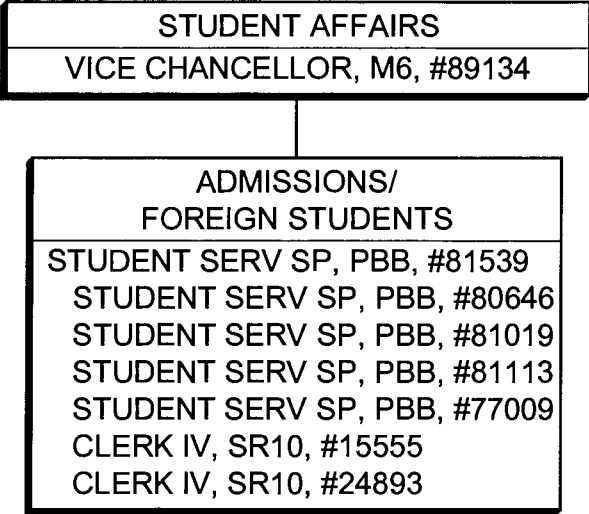 STUDENT AFFAIRS
VICE CHANCELLOR, M6, #89134
ADMISSIONS/
FOREIGN STUDENTS
STUDENT SERV SP, PBB, #81539
STUDENT SERV SP, PBB, #80646
STUDENT SERV SP, PBB, #81019
STUDENT SERV SP, PBB, #81113
STUDENT SERV SP, PBB, #77009
CLERK IV, SR10, #15555
CLERK IV, SR10, #24893